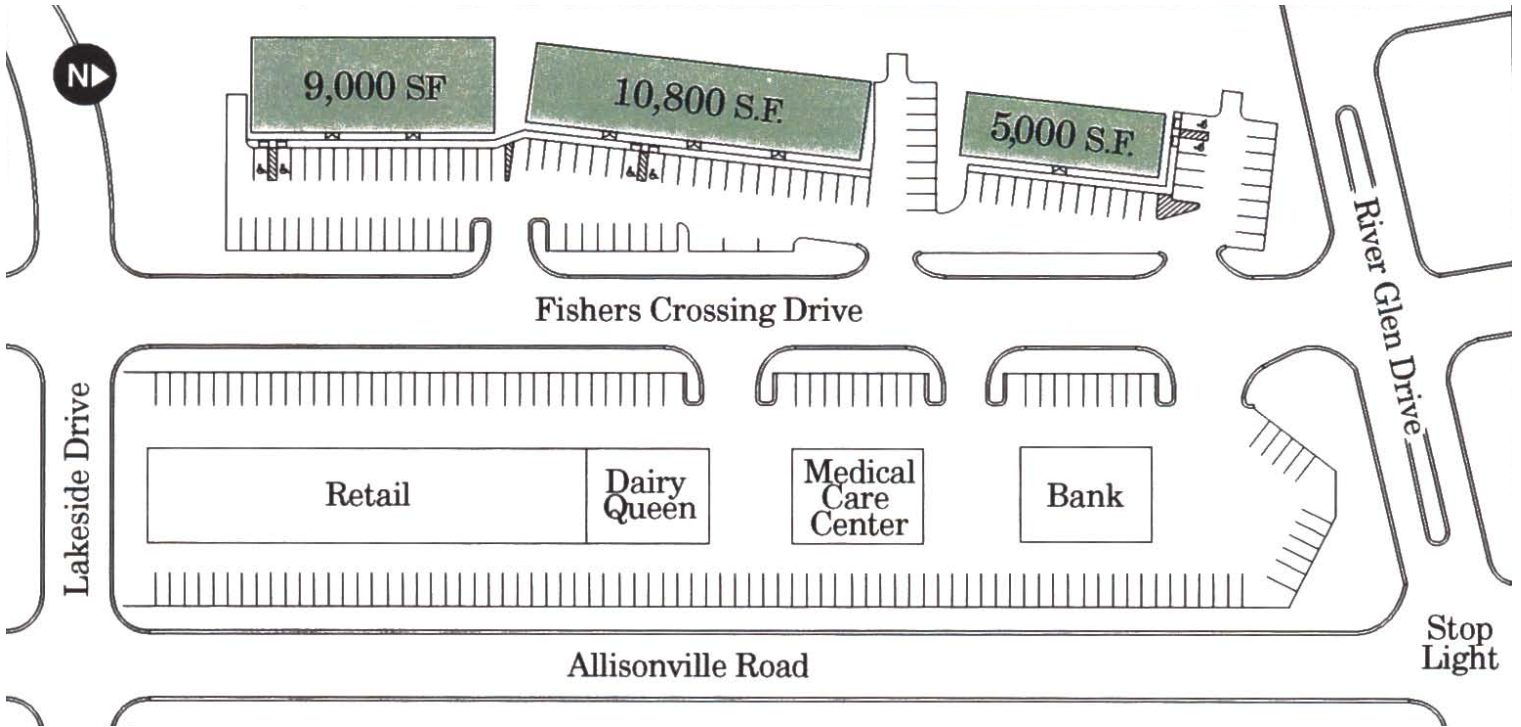 N
9,000 SF
10,800 S.F.
5,000 S.F.
Fishers Crossing Drive
River Glen Drive
Lakeside Drive
Retail
Dairy
Queen
Medical
Care
Center
Bank
Allisonville Road
Stop
Light